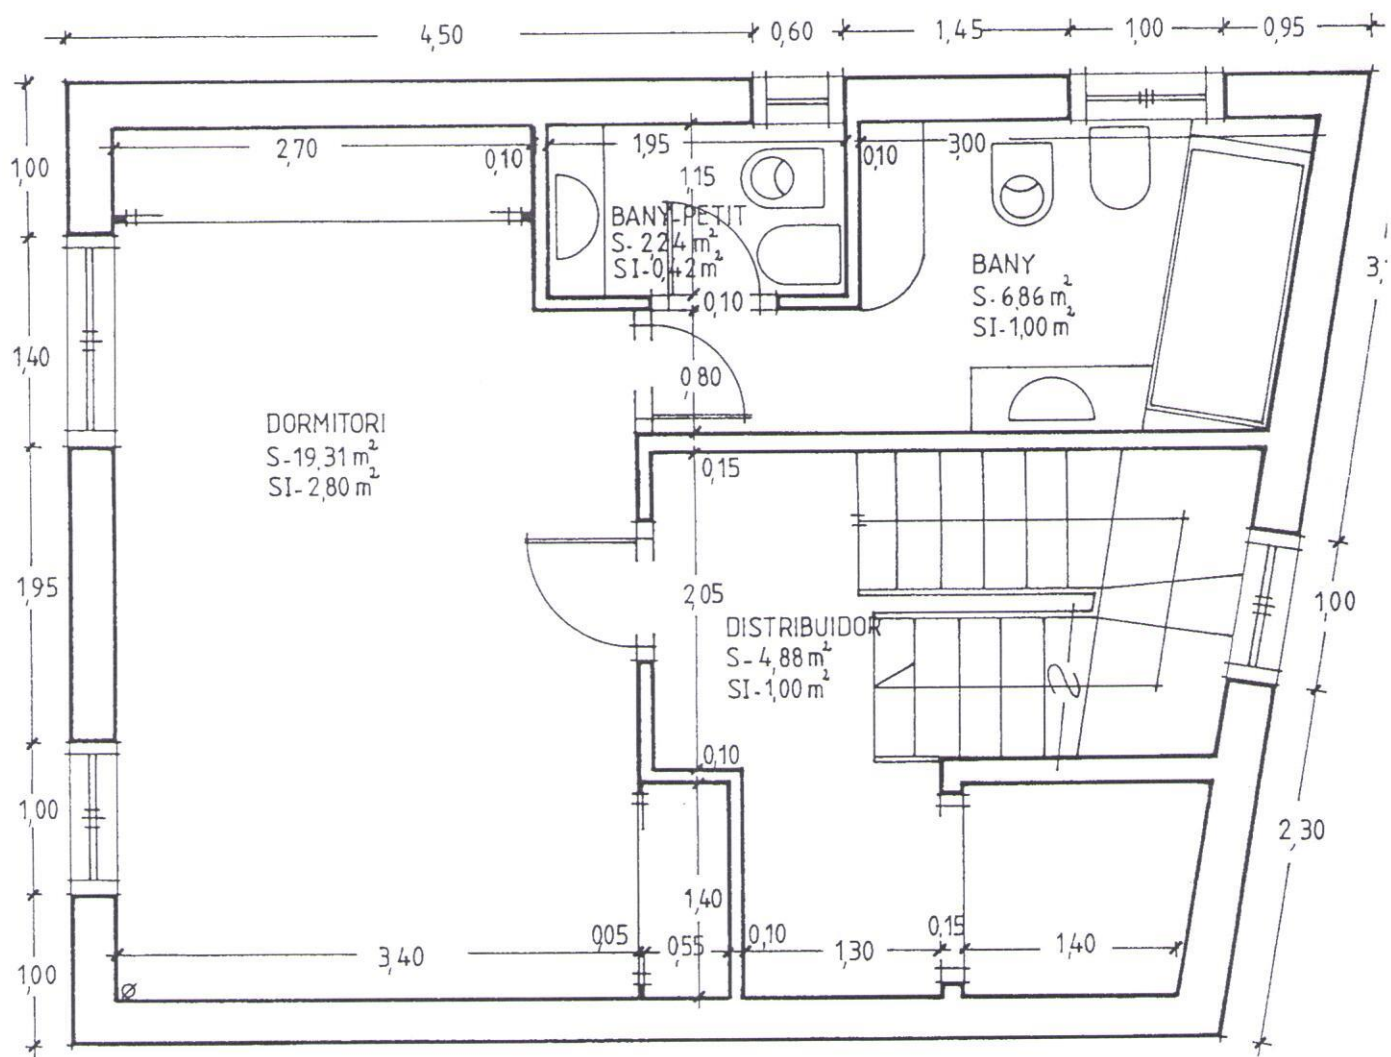 4,50
0,60
1,45
1,00
0,95
1,00
2,70
0,10
1,95
1,15
0,10
3,00
BANY-PETIT
S-2,24 m²
SI-0,42 m²
BANY
S-6,86 m²
SI-1,00 m²
0,10
1,40
0,80
DORMITORI
S-19,31 m²
SI-2,80 m²
0,15
1,95
2,05
1,00
DISTRIBUIDOR
S-4,88 m²
SI-1,00 m²
0,10
1,00
2,30
1,40
0,05
0,55
0,10
1,30
0,15
1,40
3,40
1,00